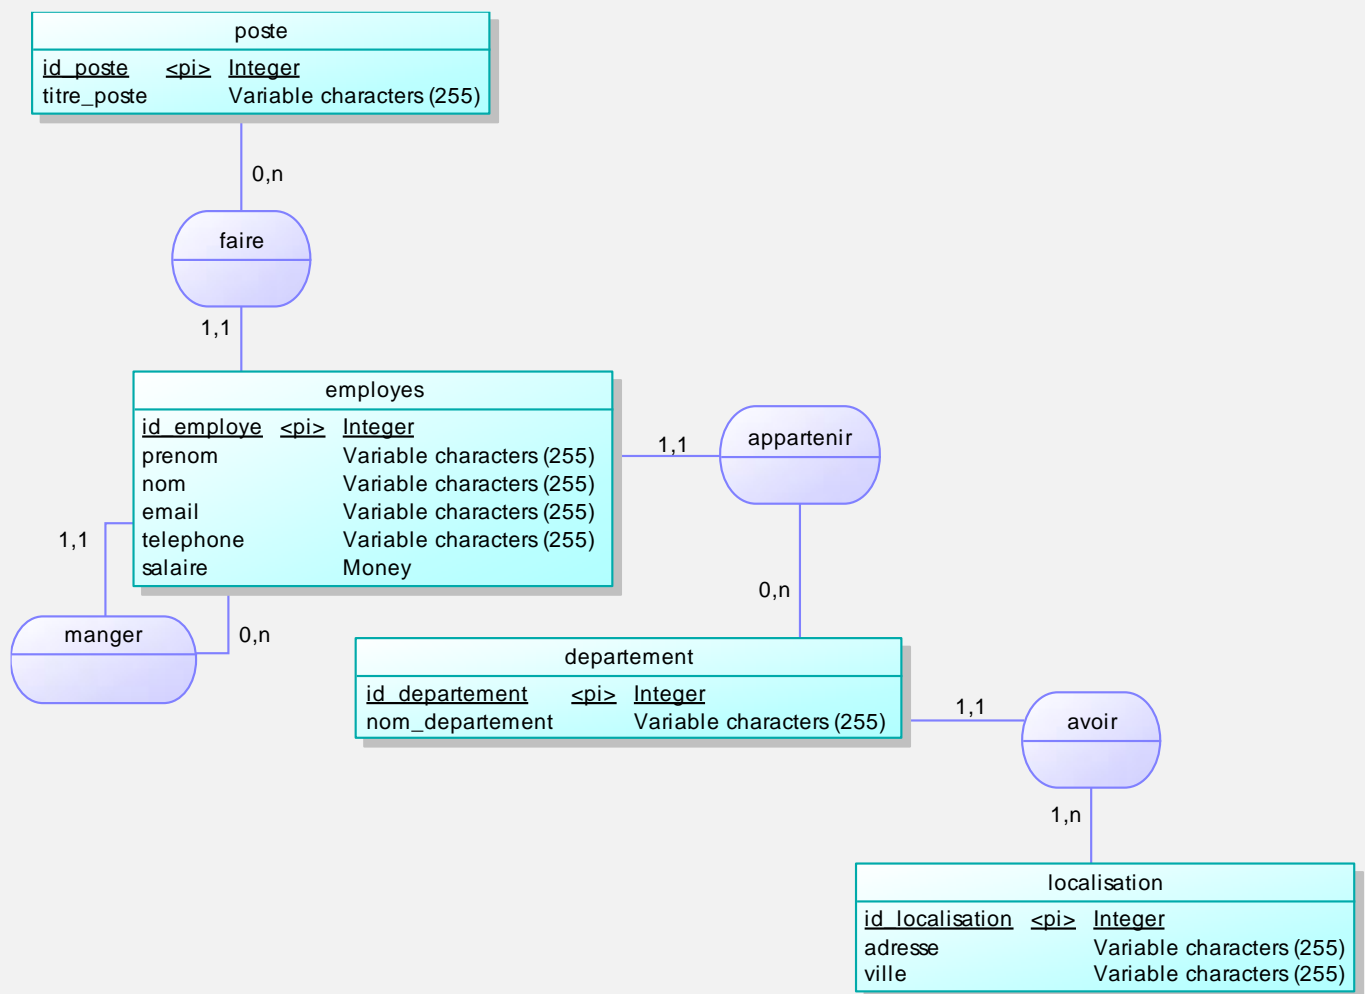 poste
id_poste <pi> Integer
titre_poste Variable characters (255)
0,n
faire
1,1
employes
id_employe <pi> Integer
prenom Variable characters (255)
nom Variable characters (255)
email Variable characters (255)
telephone Variable characters (255)
salaire Money
1,1
appartenir
1,1
manger
0,n
0,n
departement
id_departement <pi> Integer
nom_departement Variable characters (255)
1,1
avoir
1,n
localisation
id_localisation <pi> Integer
adresse Variable characters (255)
ville Variable characters (255)